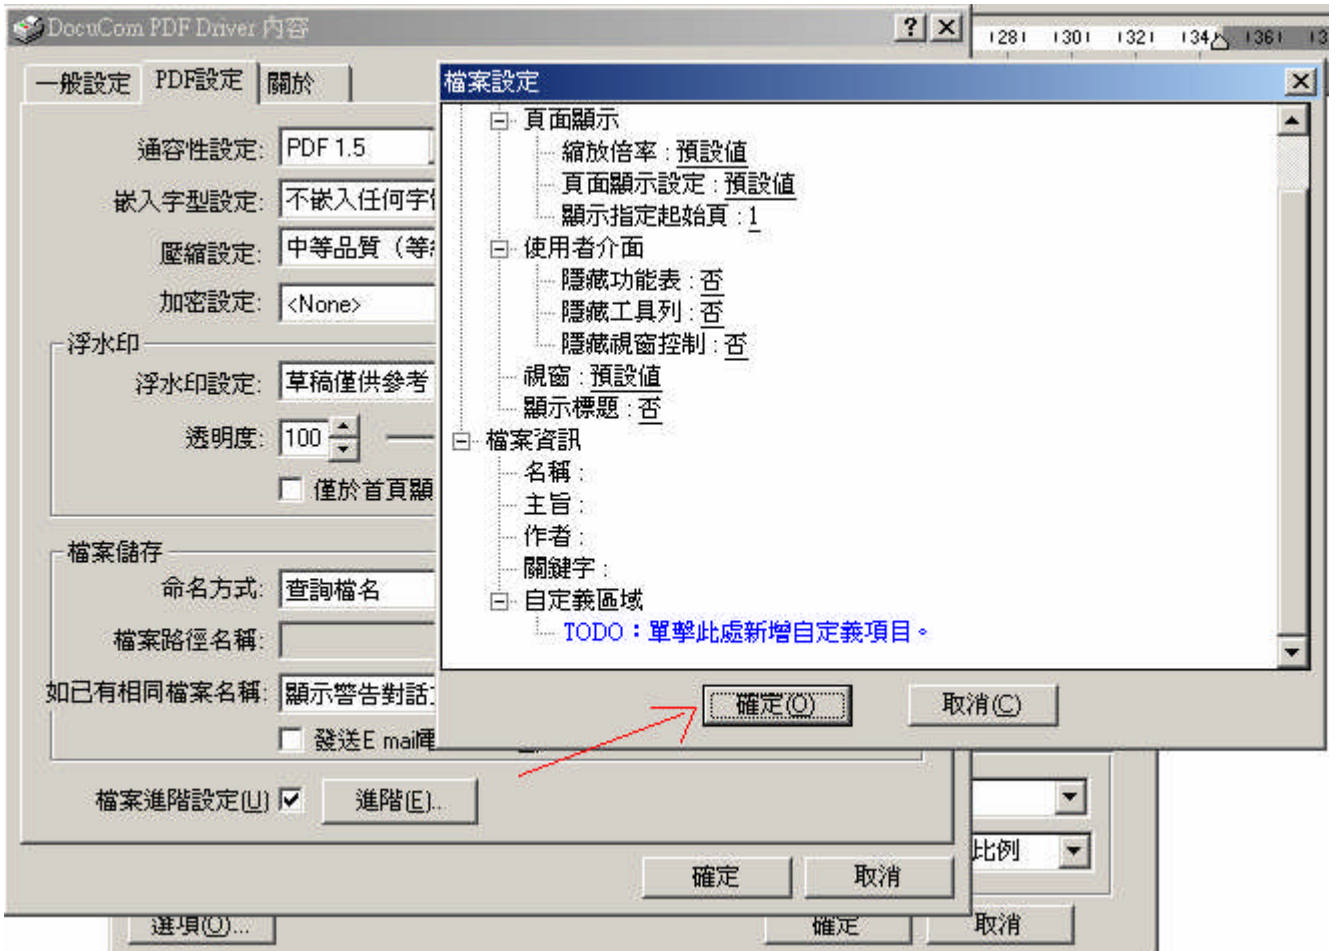 DocuCom PDF Driver 內容
一般設定 PDF設定 關於
通容性設定: PDF 1.5
嵌入字型設定: 不嵌入任何字
壓縮設定: 中等品質（等
加密設定: <None>
浮水印
浮水印設定: 草稿僅供參考
透明度: 100
僅於首頁顯
檔案儲存
命名方式: 查詢檔名
檔案路徑名稱:
如已有相同檔案名稱: 顯示警告對話
發送E mail
檔案進階設定(U) 進階(E)..
確定 取消
檔案設定
頁面顯示
縮放倍率 : 預設值
頁面顯示設定 : 預設值
顯示指定起始頁 : 1
使用者介面
隱藏功能表 : 否
隱藏工具列 : 否
隱藏視窗控制 : 否
視窗 : 預設值
顯示標題 : 否
檔案資訊
名稱 :
主旨 :
作者 :
關鍵字 :
自定義區域
TODO：單擊此處新增自定義項目。
確定(O) 取消(C)
28 30 32 34 36
比例
選項(O)... 確定 取消